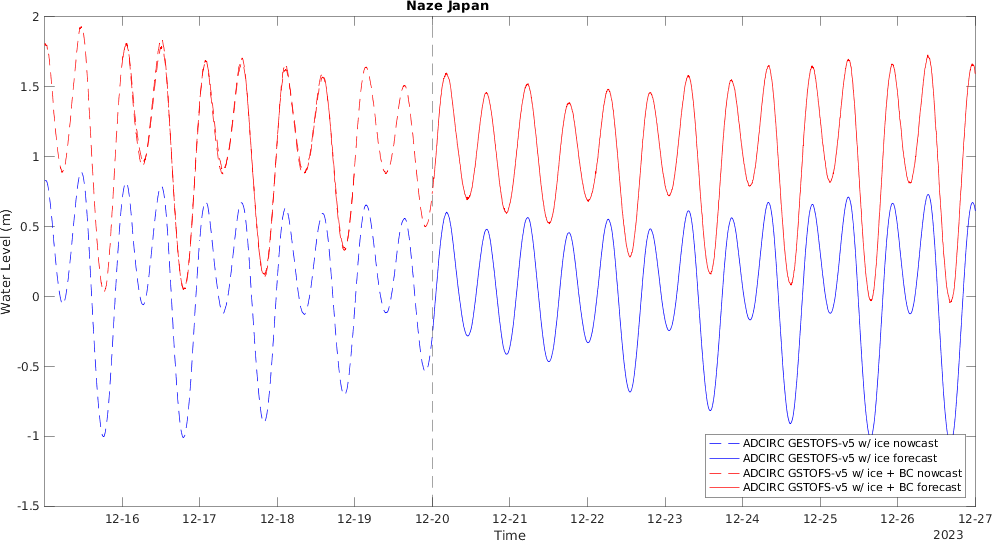 Naze Japan
2
1.5
1
0.5
0
-0.5
-1
-1.5
Water Level (m)
12-16 12-17 12-18 12-19 12-20 12-21 12-22 12-23 12-24 12-25 12-26 12-27
Time
2023
ADCIRC GESTOFS-v5 w/ ice nowcast
ADCIRC GESTOFS-v5 w/ ice forecast
ADCIRC GSTOFS-v5 w/ ice + BC nowcast
ADCIRC GSTOFS-v5 w/ ice + BC forecast